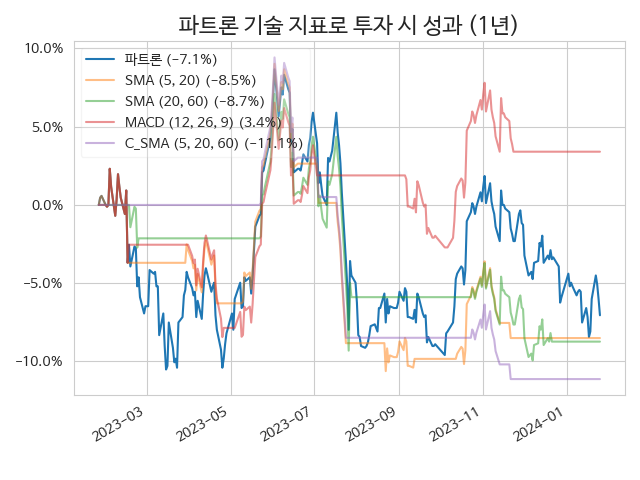 파트론 기술 지표로 투자 시 성과 (1년)
10.0%
5.0%
0.0%
−5.0%
−10.0%
파트론 (−7.1%)
SMA (5, 20) (−8.5%)
SMA (20, 60) (−8.7%)
MACD (12, 26, 9) (3.4%)
C_SMA (5, 20, 60) (−11.1%)
2023-03
2023-05
2023-07
2023-09
2023-11
2024-01